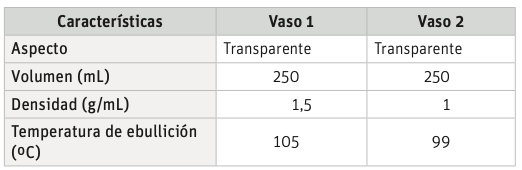 Características Vaso 1 Vaso 2
Aspecto Transparente Transparente
Volumen (mL) 250 250
Densidad (g/mL) 1,5 1
Temperatura de ebullición
(ºC) 105 99